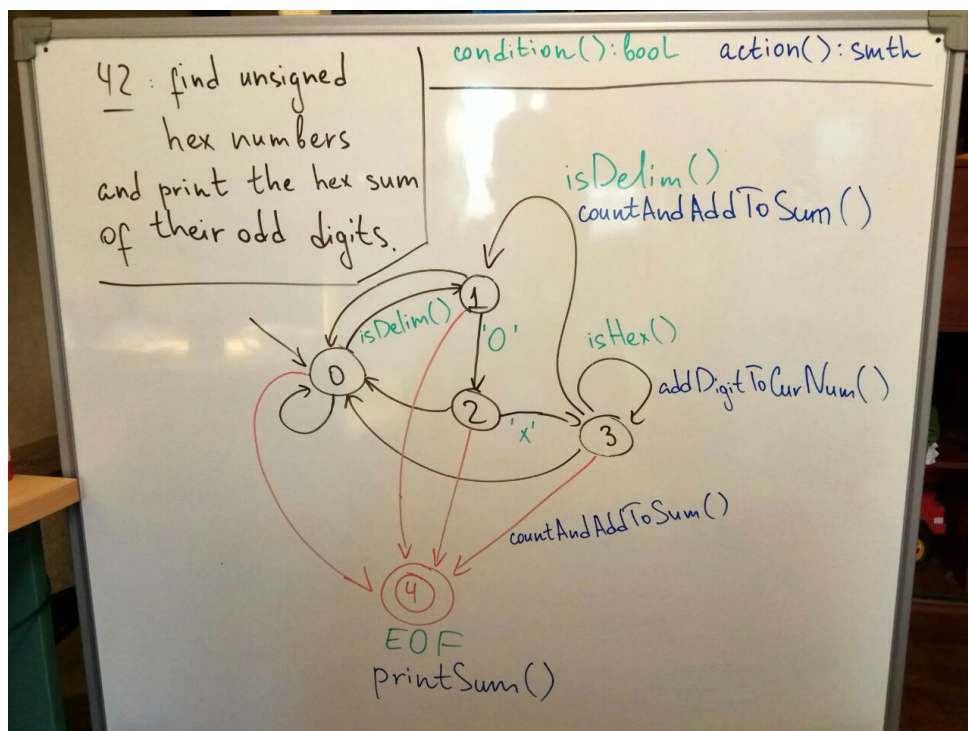 42 : find unsigned
hex numbers
and print the hex sum
of their odd digits.
condition():bool action():smth
isDelim()
countAndAddToSum()
1
isDelim()
'0'
isHex()
0
addDigitToCurNum()
2
'x'
3
countAndAddToSum()
4
EOF
printSum()